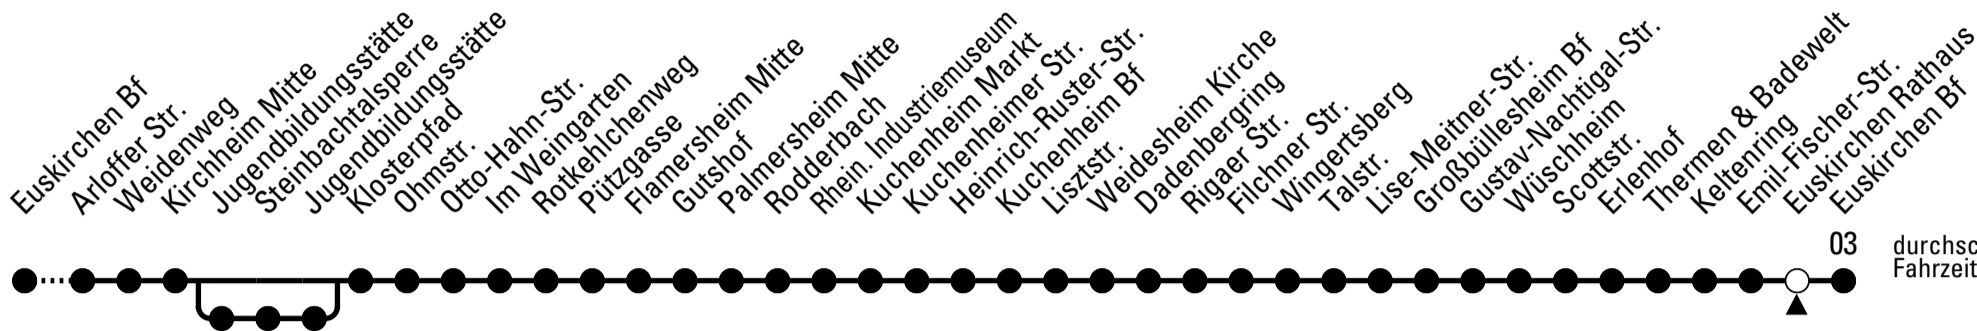 Euskirchen Bf
Arloffer Str.
Weidenweg
Kirchheim Mitte
Jugendbildungsstätte
Steinbachtalsperre
Jugendbildungsstätte
Klosterpfad
Ohmstr.
Otto-Hahn-Str.
Im Weingarten
Rotkehlchenweg
Pützgasse
Flamersheim Mitte
Gutshof
Palmersheim Mitte
Rodderbach
Rhein. Industriemuseum
Kuchenheim Markt
Kuchenheimer Str.
Heinrich-Ruster-Str.
Kuchenheim Bf
Lisztstr.
Weidesheim Kirche
Dadenbergring
Rigaer Str.
Filchner Str.
Wingertsberg
Talstr.
Lise-Meitner-Str.
Großbüllesheim Bf
Gustav-Nachtigal-Str.
Wüschheim
Scottstr.
Erlenhof
Thermen & Badewelt
Keltenring
Emil-Fischer-Str.
Euskirchen Rathaus
Euskirchen Bf
03
durchsc
Fahrzeit